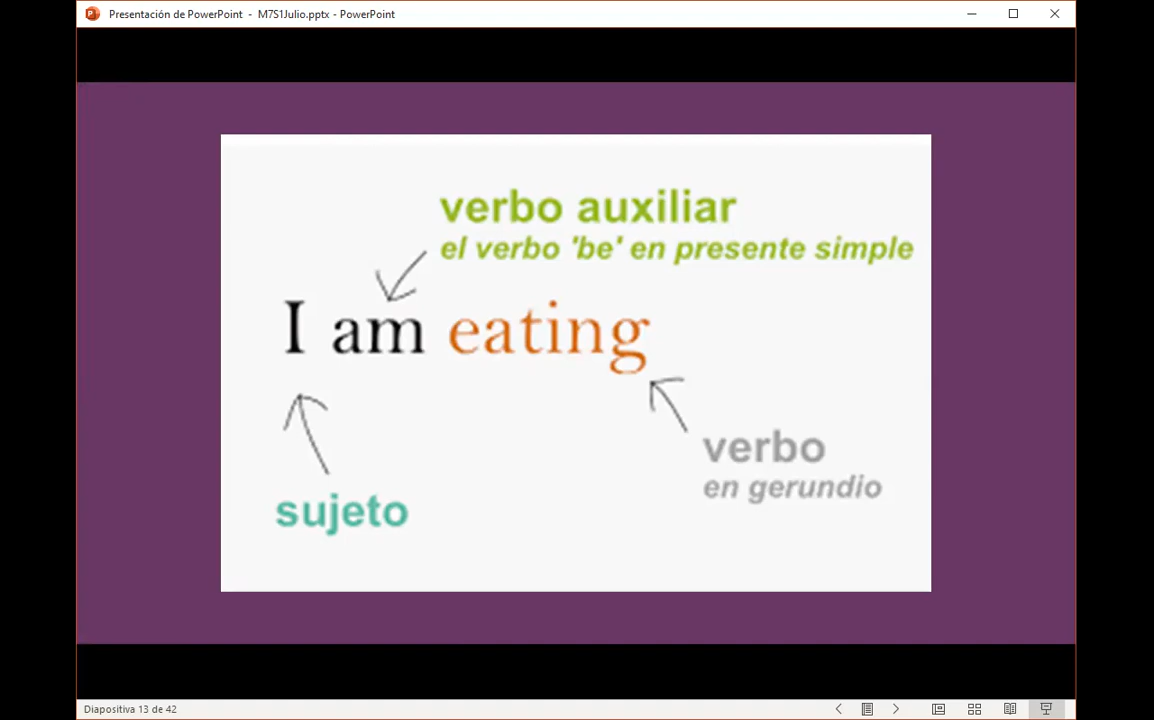 Presentación de PowerPoint - M7S1Julio.pptx - PowerPoint
verbo auxiliar
el verbo 'be' en presente simple
I am eating
verbo
en gerundio
sujeto
Diapositiva 13 de 42